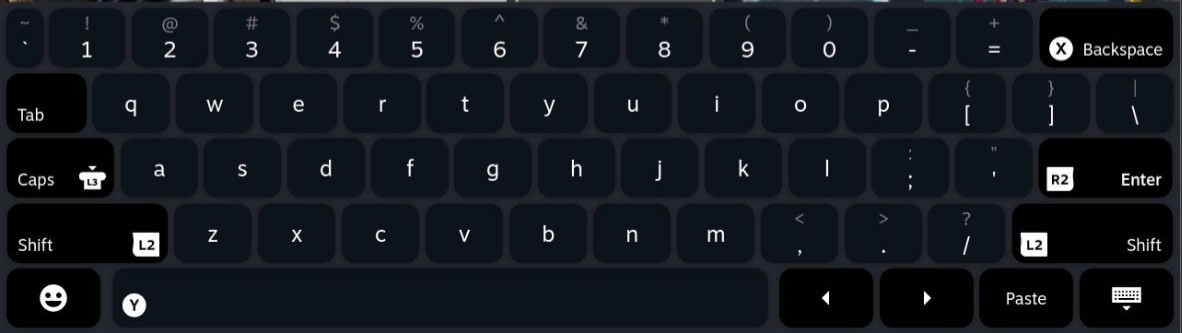 ~ ! @ # $ % ^ & * ( ) _ +
` 1 2 3 4 5 6 7 8 9 0 - = X Backspace
{ } |
Tab q w e r t y u i o p [ ] \
: "
Caps L3 a s d f g h j k l ; ' R2 Enter
< > ?
Shift L2 z x c v b n m , . / L2 Shift
Y Paste